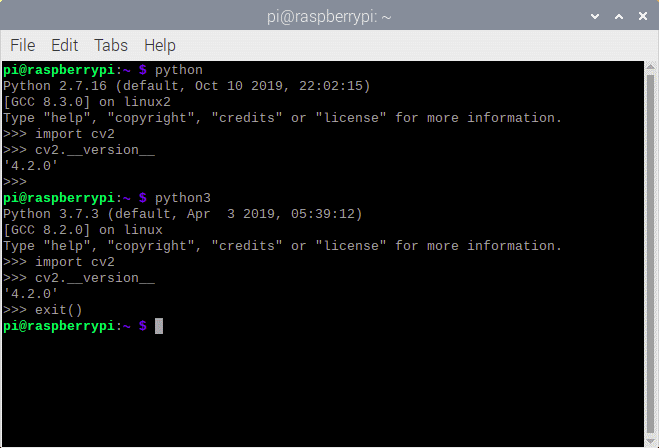 pi@raspberrypi: ~
File Edit Tabs Help
pi@raspberrypi:~ $ python
Python 2.7.16 (default, Oct 10 2019, 22:02:15)
[GCC 8.3.0] on linux2
Type "help", "copyright", "credits" or "license" for more information.
>>> import cv2
>>> cv2.__version__
'4.2.0'
>>>
pi@raspberrypi:~ $ python3
Python 3.7.3 (default, Apr  3 2019, 05:39:12)
[GCC 8.2.0] on linux
Type "help", "copyright", "credits" or "license" for more information.
>>> import cv2
>>> cv2.__version__
'4.2.0'
>>> exit()
pi@raspberrypi:~ $